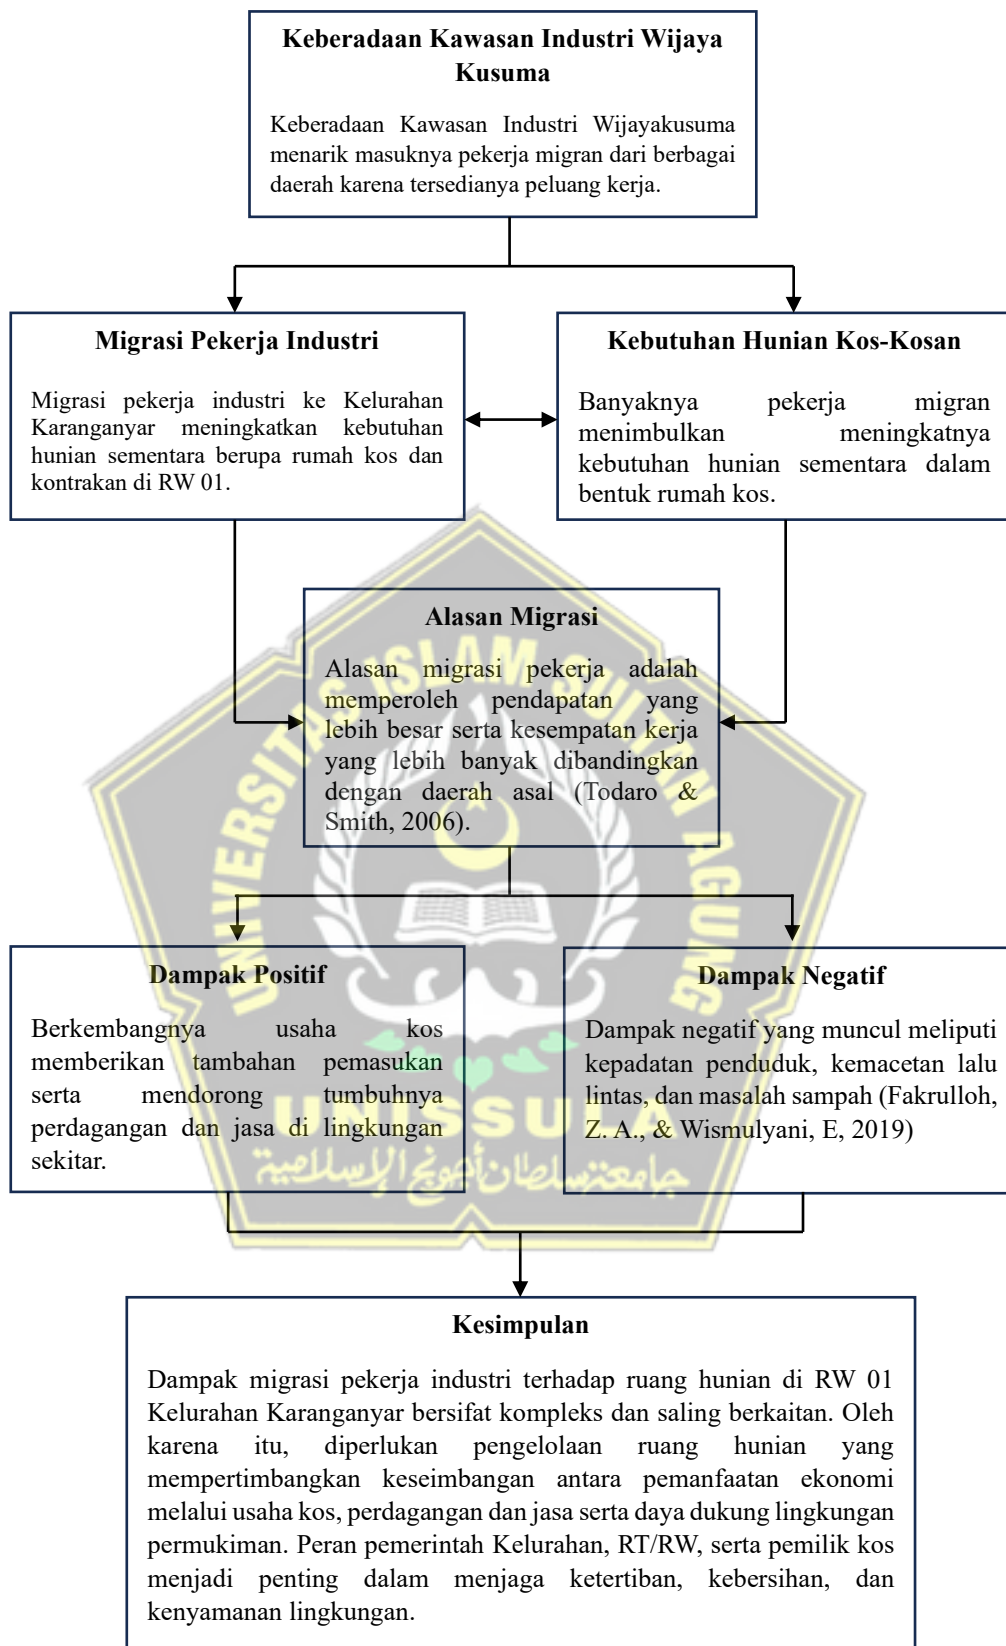 Keberadaan Kawasan Industri Wijaya
Kusuma
Keberadaan Kawasan Industri Wijayakusuma
menarik masuknya pekerja migran dari berbagai
daerah karena tersedianya peluang kerja.
Migrasi Pekerja Industri
Migrasi pekerja industri ke Kelurahan
Karanganyar meningkatkan kebutuhan
hunian sementara berupa rumah kos dan
kontrakan di RW 01.
Kebutuhan Hunian Kos-Kosan
Banyaknya pekerja migran
menimbulkan meningkatnya
kebutuhan hunian sementara dalam
bentuk rumah kos.
Alasan Migrasi
Alasan migrasi pekerja adalah
memperoleh pendapatan yang
lebih besar serta kesempatan kerja
yang lebih banyak dibandingkan
dengan daerah asal (Todaro &
Smith, 2006).
Dampak Positif
Berkembangnya usaha kos
memberikan tambahan pemasukan
serta mendorong tumbuhnya
perdagangan dan jasa di lingkungan
sekitar.
Dampak Negatif
Dampak negatif yang muncul meliputi
kepadatan penduduk, kemacetan lalu
lintas, dan masalah sampah (Fakrulloh,
Z. A., & Wismulyani, E, 2019)
Kesimpulan
Dampak migrasi pekerja industri terhadap ruang hunian di RW 01
Kelurahan Karanganyar bersifat kompleks dan saling berkaitan. Oleh
karena itu, diperlukan pengelolaan ruang hunian yang
mempertimbangkan keseimbangan antara pemanfaatan ekonomi
melalui usaha kos, perdagangan dan jasa serta daya dukung lingkungan
permukiman. Peran pemerintah Kelurahan, RT/RW, serta pemilik kos
menjadi penting dalam menjaga ketertiban, kebersihan, dan
kenyamanan lingkungan.
UNIVERSITAS ISLAM SULTAN AGUNG
UNISSULA
جامعة سلطان أجونج الإسلامية